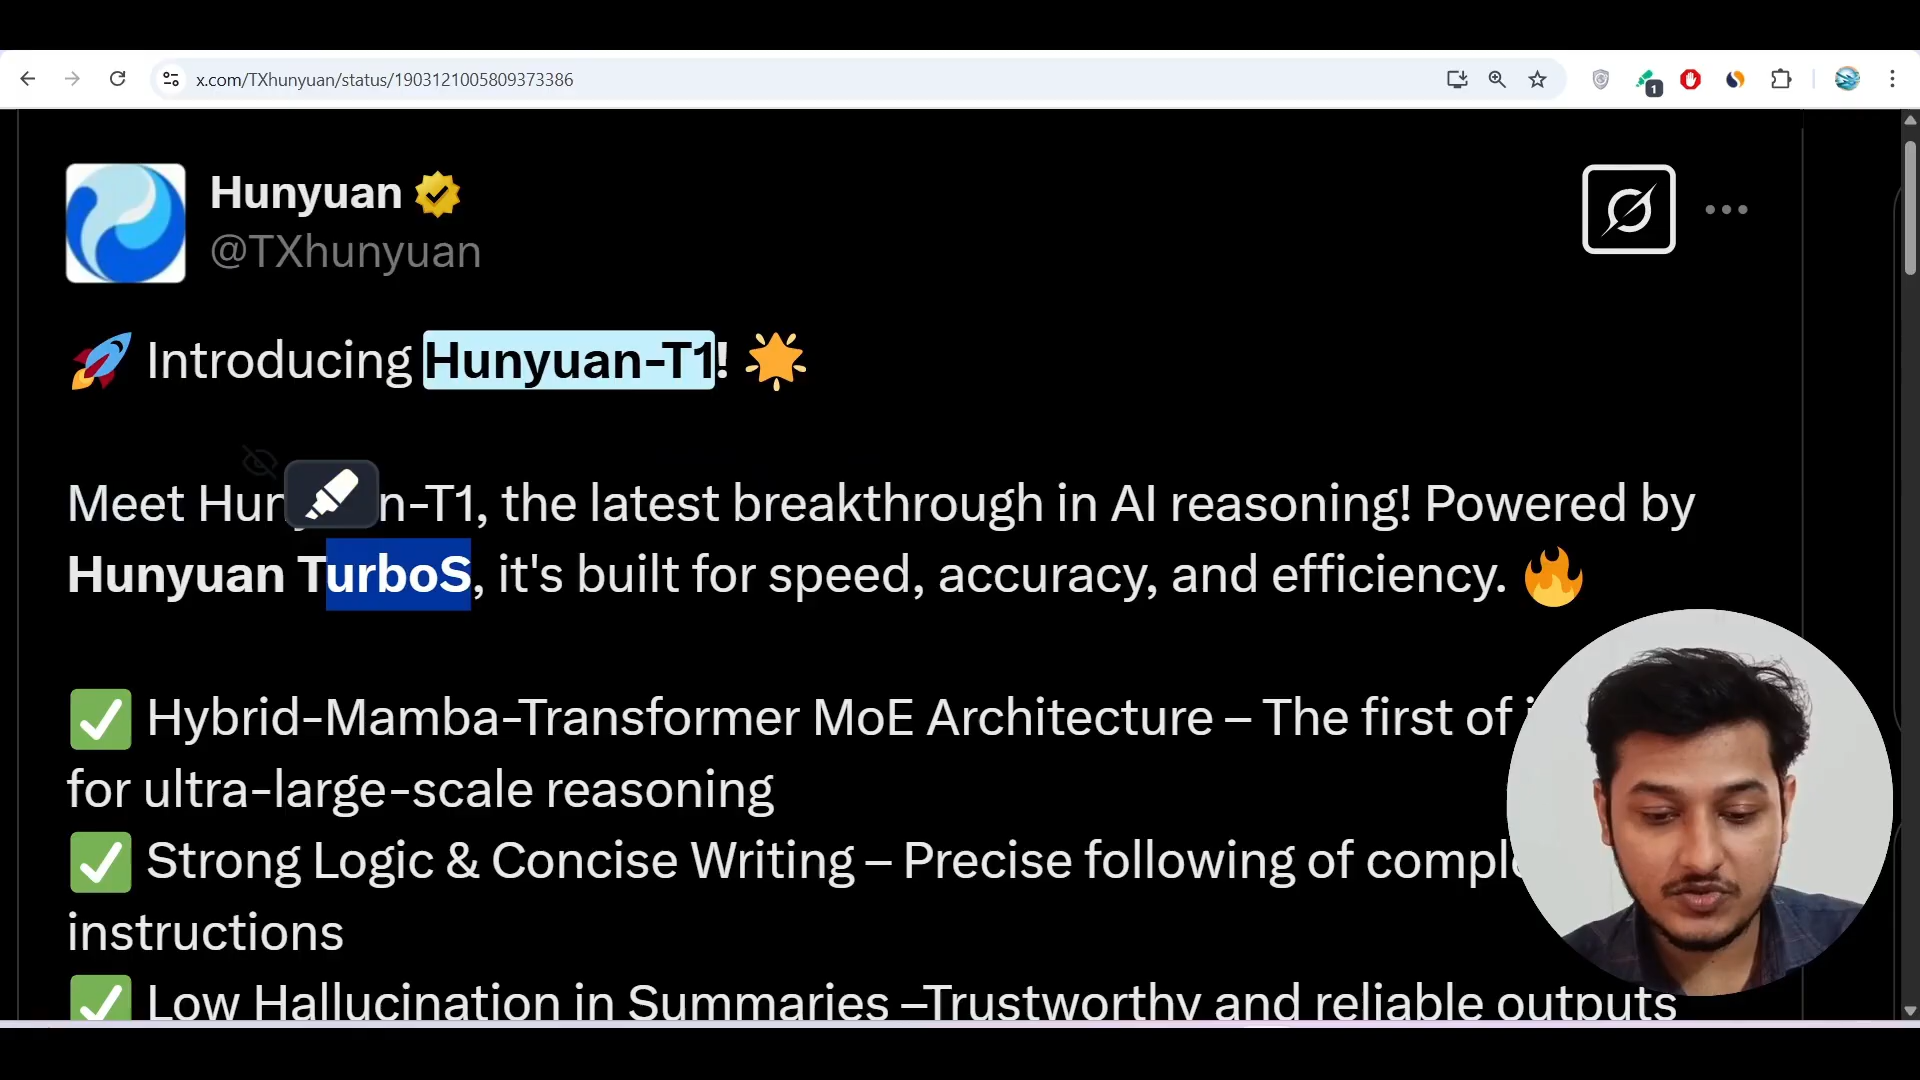 x.com/TXhunyuan/status/1903121005809373386
1
Hunyuan
@TXhunyuan
🚀 Introducing Hunyuan-T1! 🌟
Meet Hun n-T1, the latest breakthrough in AI reasoning! Powered by
Hunyuan TurboS, it's built for speed, accuracy, and efficiency. 🔥
✅ Hybrid-Mamba-Transformer MoE Architecture – The first of
for ultra-large-scale reasoning
✅ Strong Logic & Concise Writing – Precise following of
instructions
✅ Low Hallucination in Summaries –Trustworthy and reliable outputs